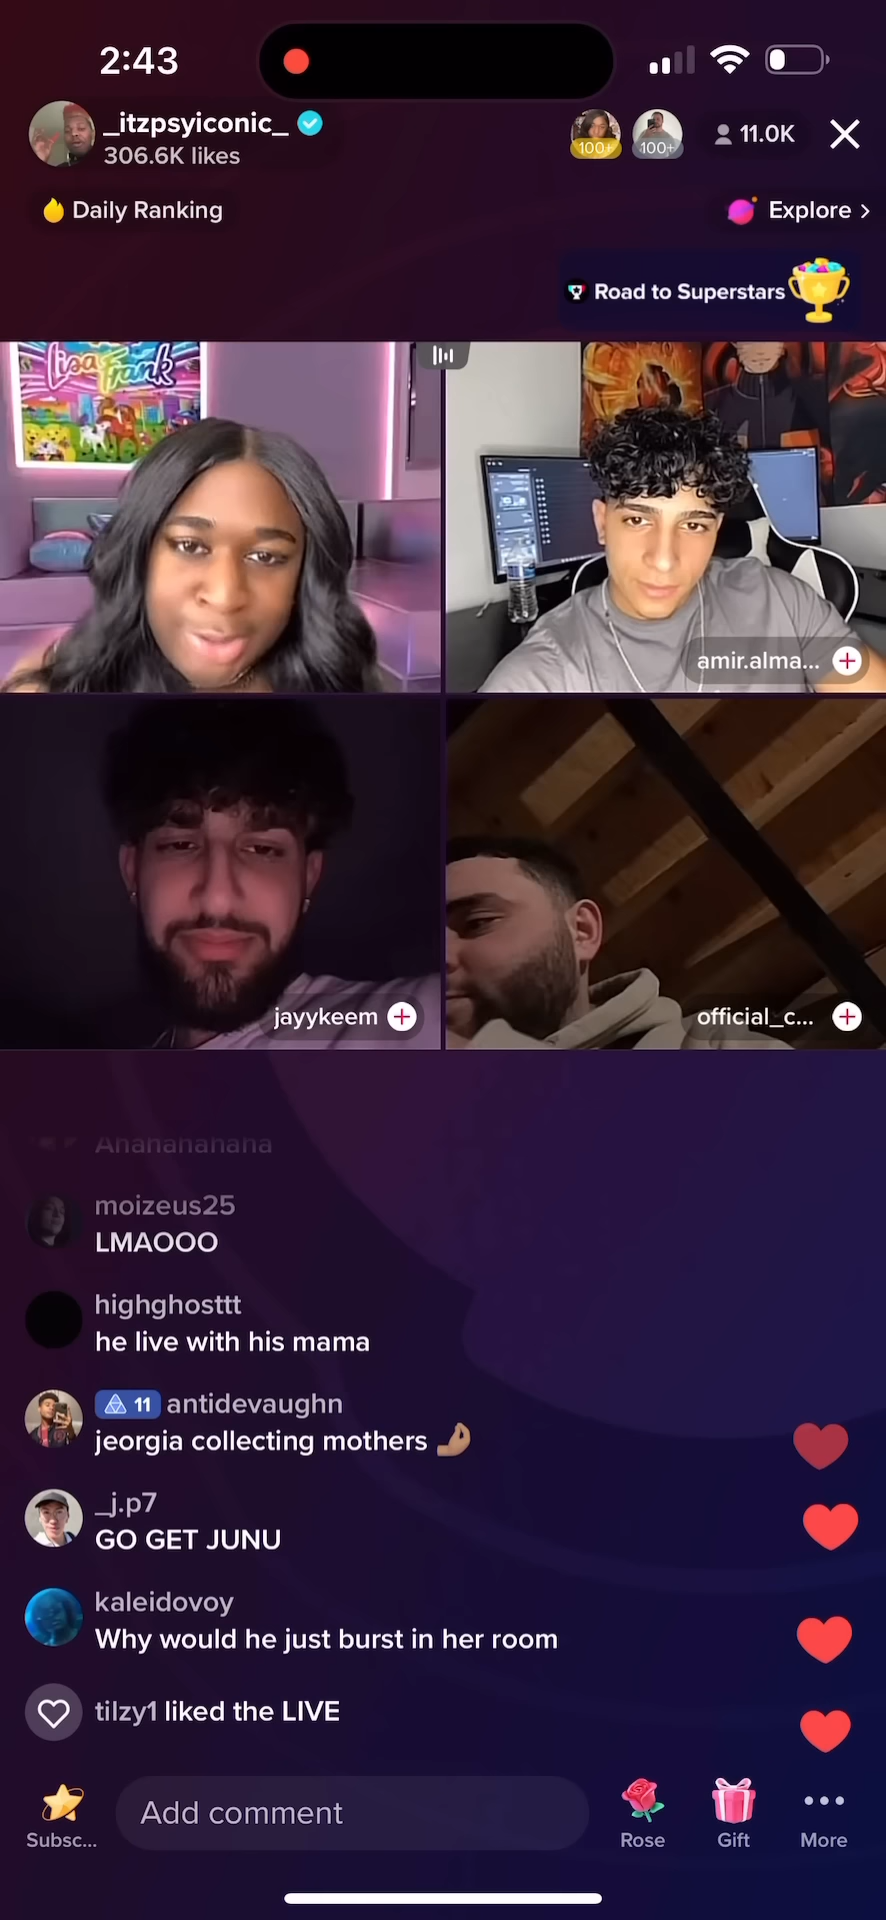 2:43
_itzpsyiconic_
306.6K likes
100+
100+
11.0K
Daily Ranking
Explore >
Road to Superstars
Lisa Frank
amir.alma...
jayykeem
official_c...
Ahahahahaha
moizeus25
LMAOOO
highghosttt
he live with his mama
11 antidevaughn
jeorgia collecting mothers 🤌🏽
_j.p7
GO GET JUNU
kaleidovoy
Why would he just burst in her room
tilzy1 liked the LIVE
Add comment
Subsc...
Rose
Gift
More